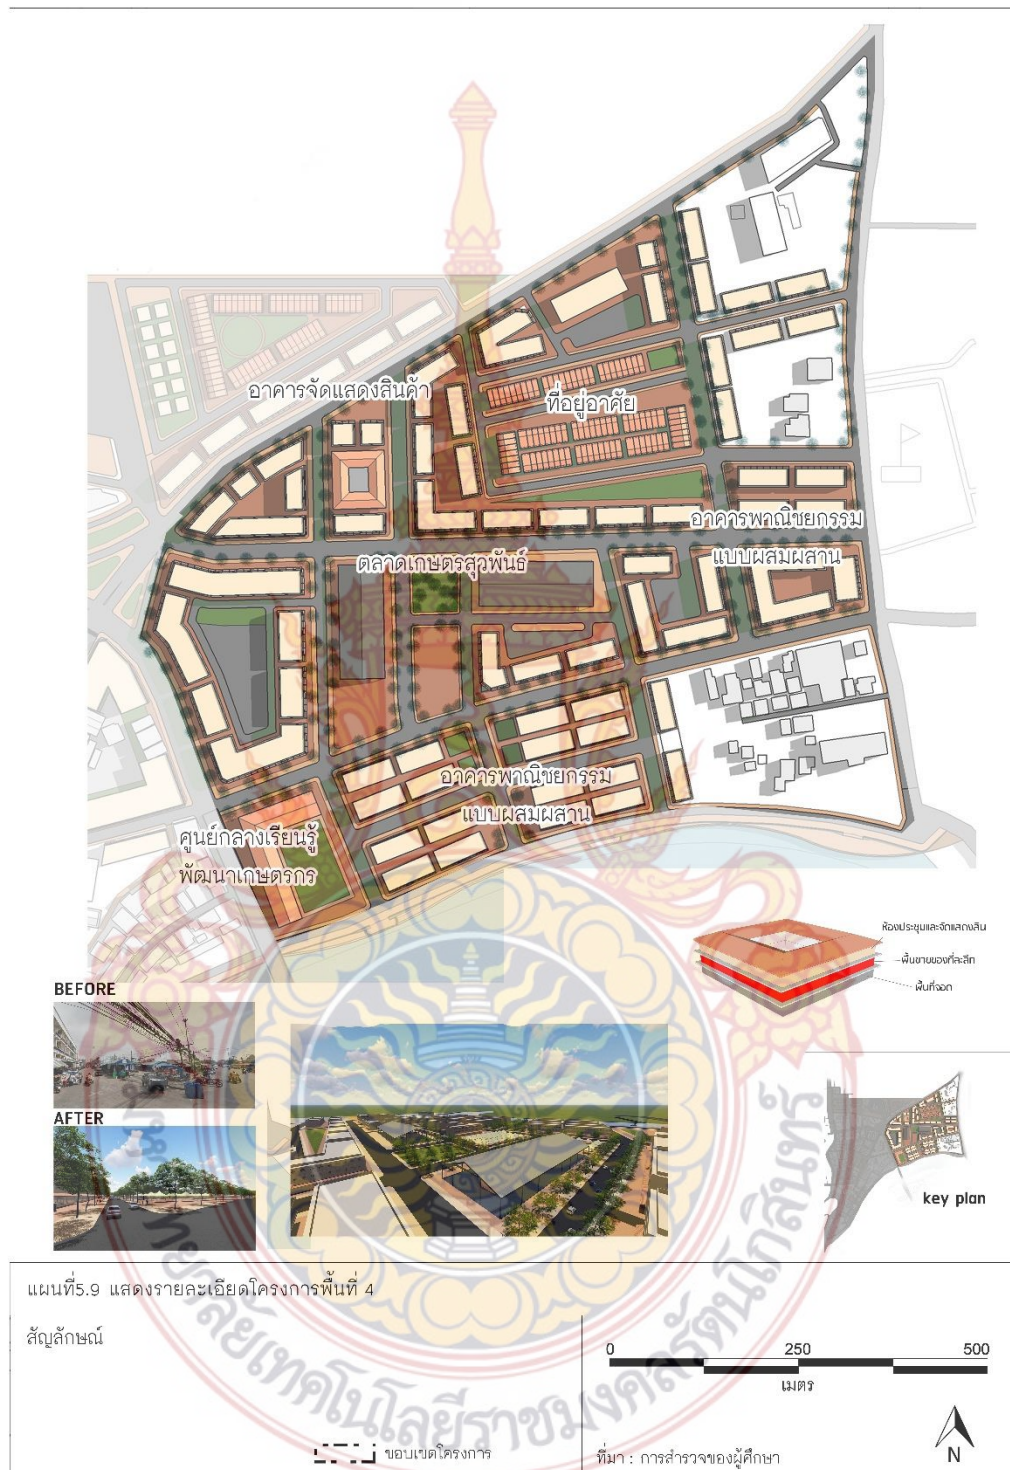 อาคารจัดแสดงสินค้า
ที่อยู่อาศัย
อาคารพาณิชยกรรม
แบบผสมผสาน
ตลาดเกษตรสุวพันธ์
อาคารพาณิชยกรรม
แบบผสมผสาน
ศูนย์กลางเรียนรู้
พัฒนาเกษตรกร
ห้องประชุมและจัดแสดงสิน
พื้นขายของที่ละลึก
พื้นที่จอด
BEFORE
AFTER
key plan
แผนที่5.9 แสดงรายละเอียดโครงการพื้นที่ 4
สัญลักษณ์
0 250 500
เมตร
ขอบเขตโครงการ
ที่มา : การสำรวจของผู้ศึกษา
N